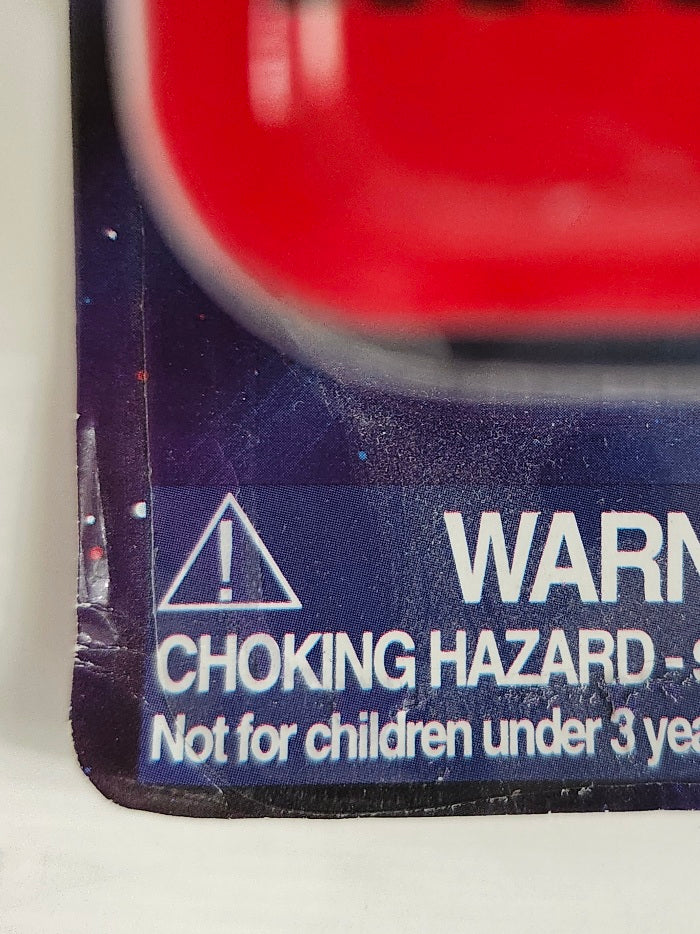 WARN
CHOKING HAZARD - S
Not for children under 3 yea